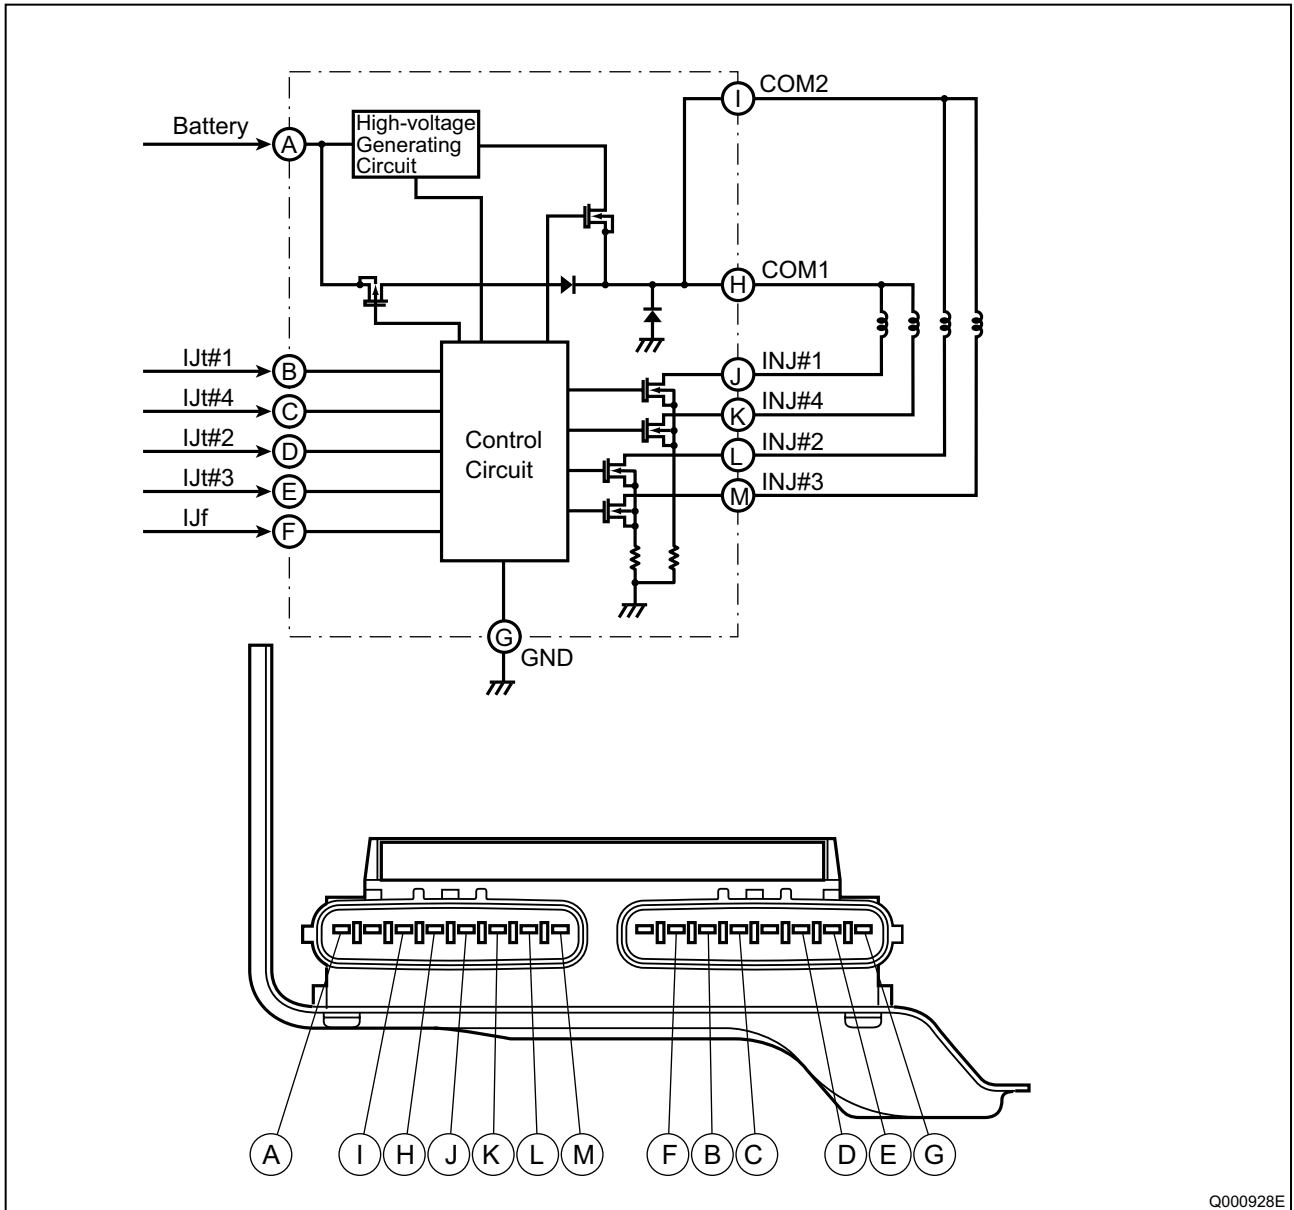 COM2
I
Battery
A
High-voltage
Generating
Circuit
COM1
H
IJt#1
B
INJ#1
J
IJt#4
C
INJ#4
K
Control
Circuit
IJt#2
D
INJ#2
L
IJt#3
E
INJ#3
M
IJf
F
G
GND
A I H J K L M F B C D E G
Q000928E